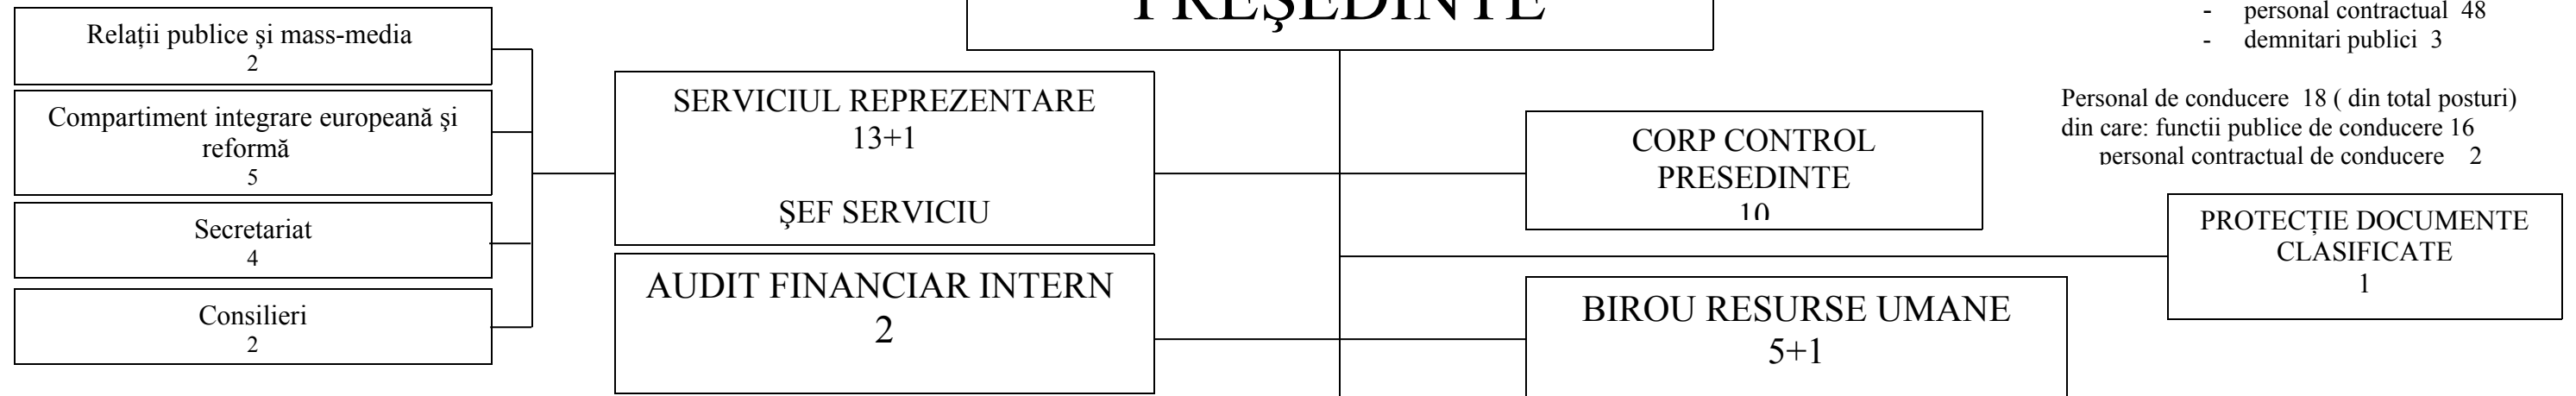 PREŞEDINTE
- personal contractual 48
- demnitari publici 3
Relații publice şi mass-media
2
Compartiment integrare europeană şi
reformă
5
Secretariat
4
Consilieri
2
SERVICIUL REPREZENTARE
13+1
ŞEF SERVICIU
AUDIT FINANCIAR INTERN
2
CORP CONTROL
PRESEDINTE
10
BIROU RESURSE UMANE
5+1
Personal de conducere 18 ( din total posturi)
din care: functii publice de conducere 16
personal contractual de conducere 2
PROTECȚIE DOCUMENTE
CLASIFICATE
1